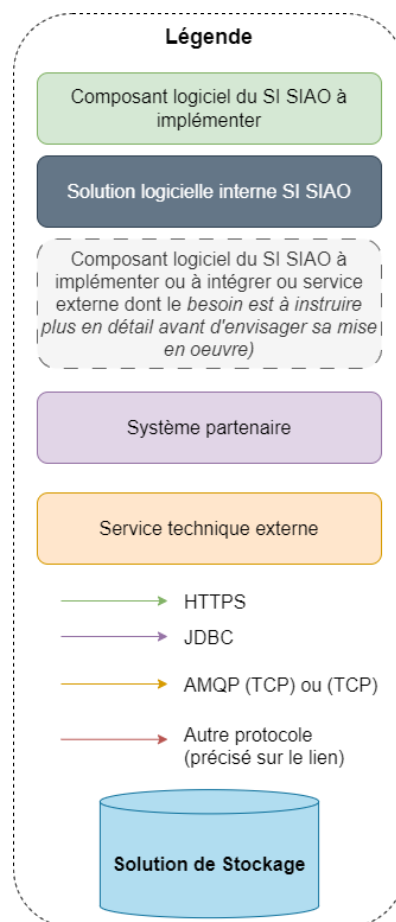 Légende
Composant logiciel du SI SIAO à
implémenter
Solution logicielle interne SI SIAO
Composant logiciel du SI SIAO à
implémenter ou à intégrer ou service
externe dont le besoin est à instruire
plus en détail avant d'envisager sa mise
en oeuvre)
Système partenaire
Service technique externe
HTTPS
JDBC
AMQP (TCP) ou (TCP)
Autre protocole
(précisé sur le lien)
Solution de Stockage